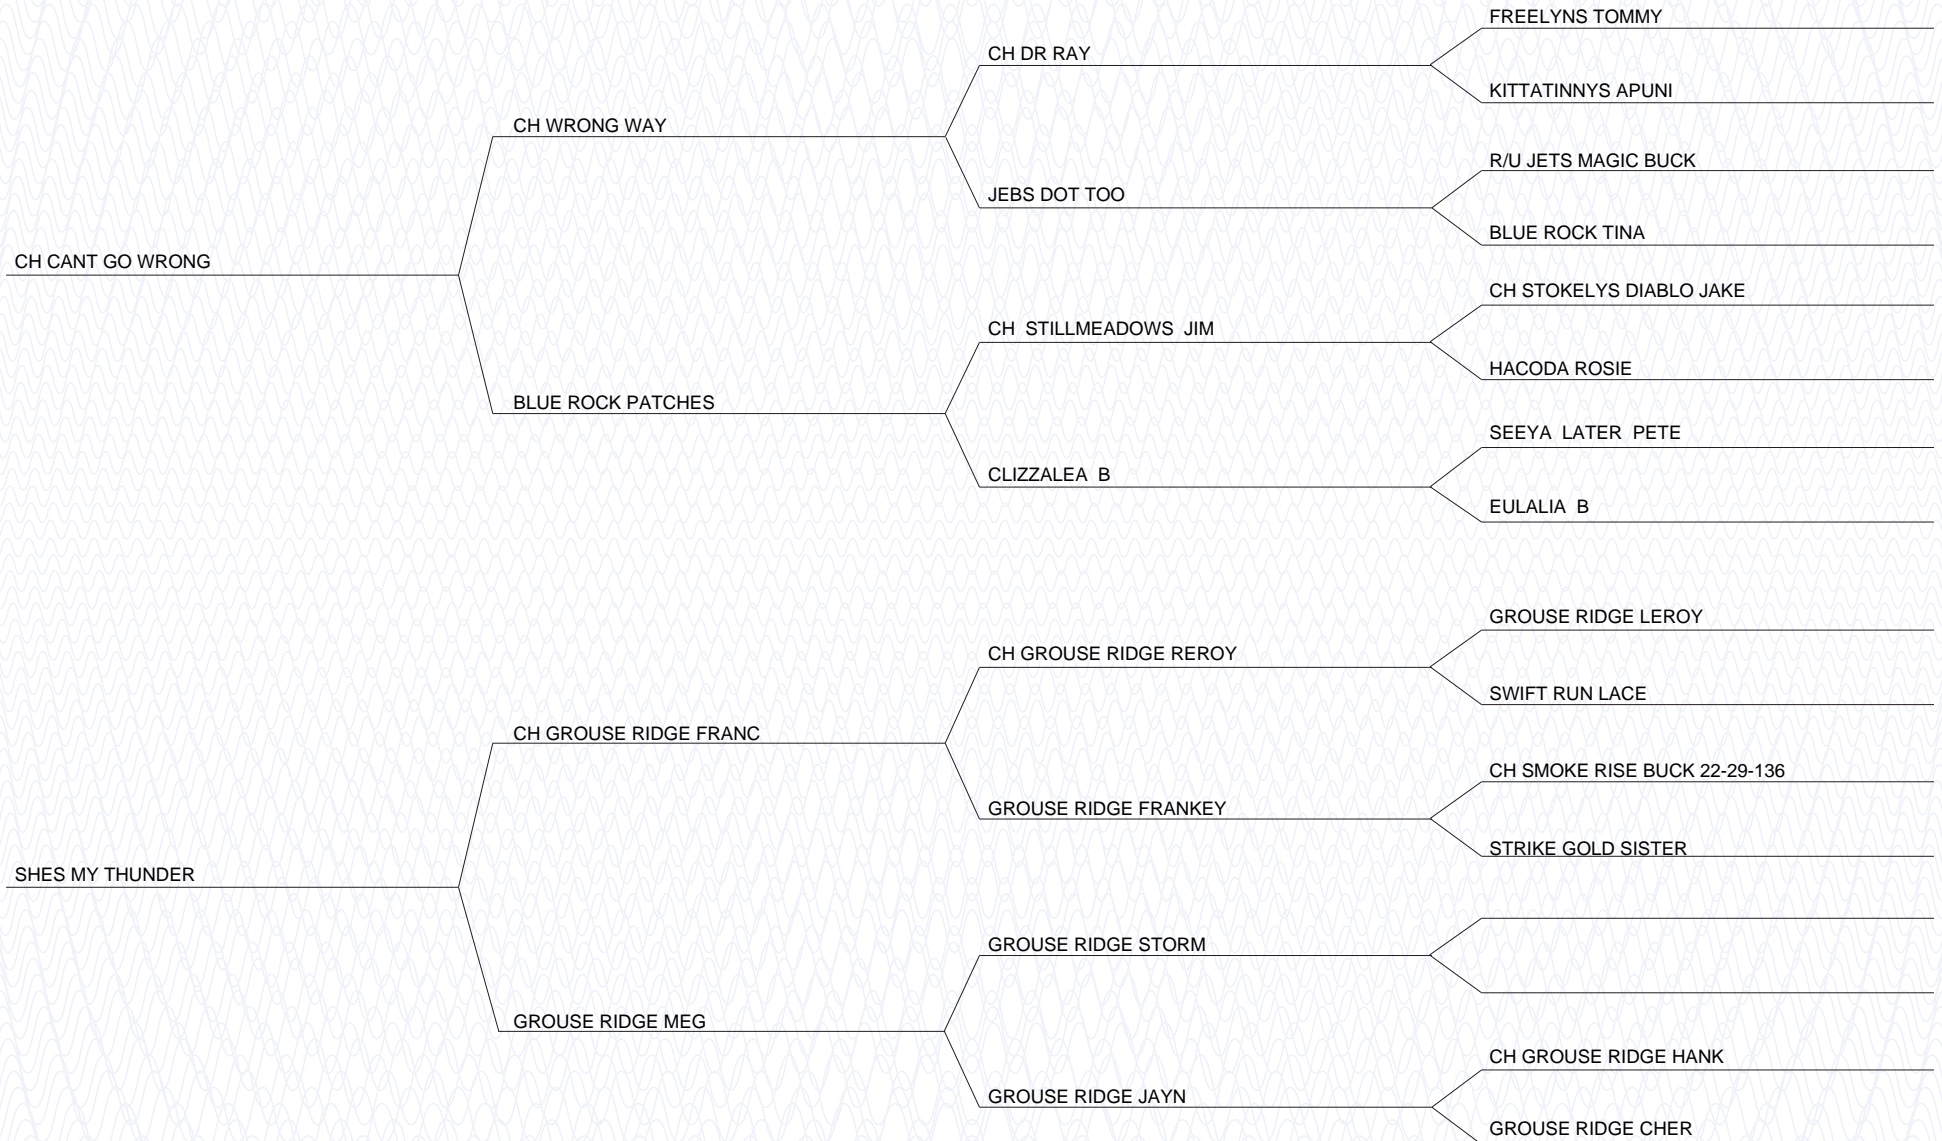 FREELYNS TOMMY
CH DR RAY
KITTATINNYS APUNI
CH WRONG WAY
R/U JETS MAGIC BUCK
JEBS DOT TOO
BLUE ROCK TINA
CH CANT GO WRONG
CH STOKELYS DIABLO JAKE
CH  STILLMEADOWS  JIM
HACODA ROSIE
BLUE ROCK PATCHES
SEEYA  LATER  PETE
CLIZZALEA  B
EULALIA  B
GROUSE RIDGE LEROY
CH GROUSE RIDGE REROY
SWIFT RUN LACE
CH GROUSE RIDGE FRANC
CH SMOKE RISE BUCK 22-29-136
GROUSE RIDGE FRANKEY
STRIKE GOLD SISTER
SHES MY THUNDER
GROUSE RIDGE STORM
GROUSE RIDGE MEG
CH GROUSE RIDGE HANK
GROUSE RIDGE JAYN
GROUSE RIDGE CHER